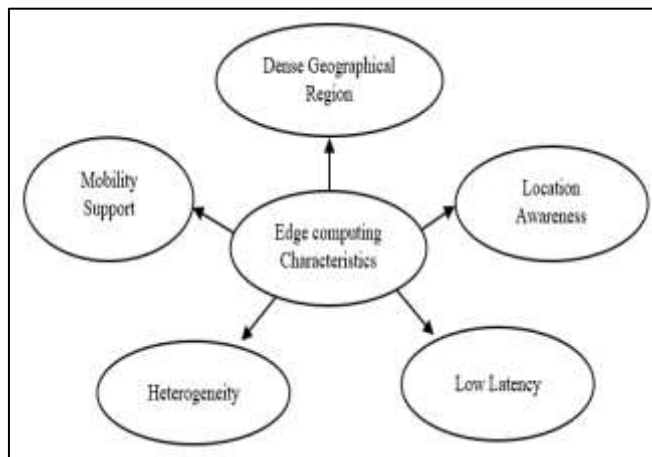 Dense Geographical
Region
Mobility
Support
Location
Awareness
Edge computing
Characteristics
Heterogeneity
Low Latency